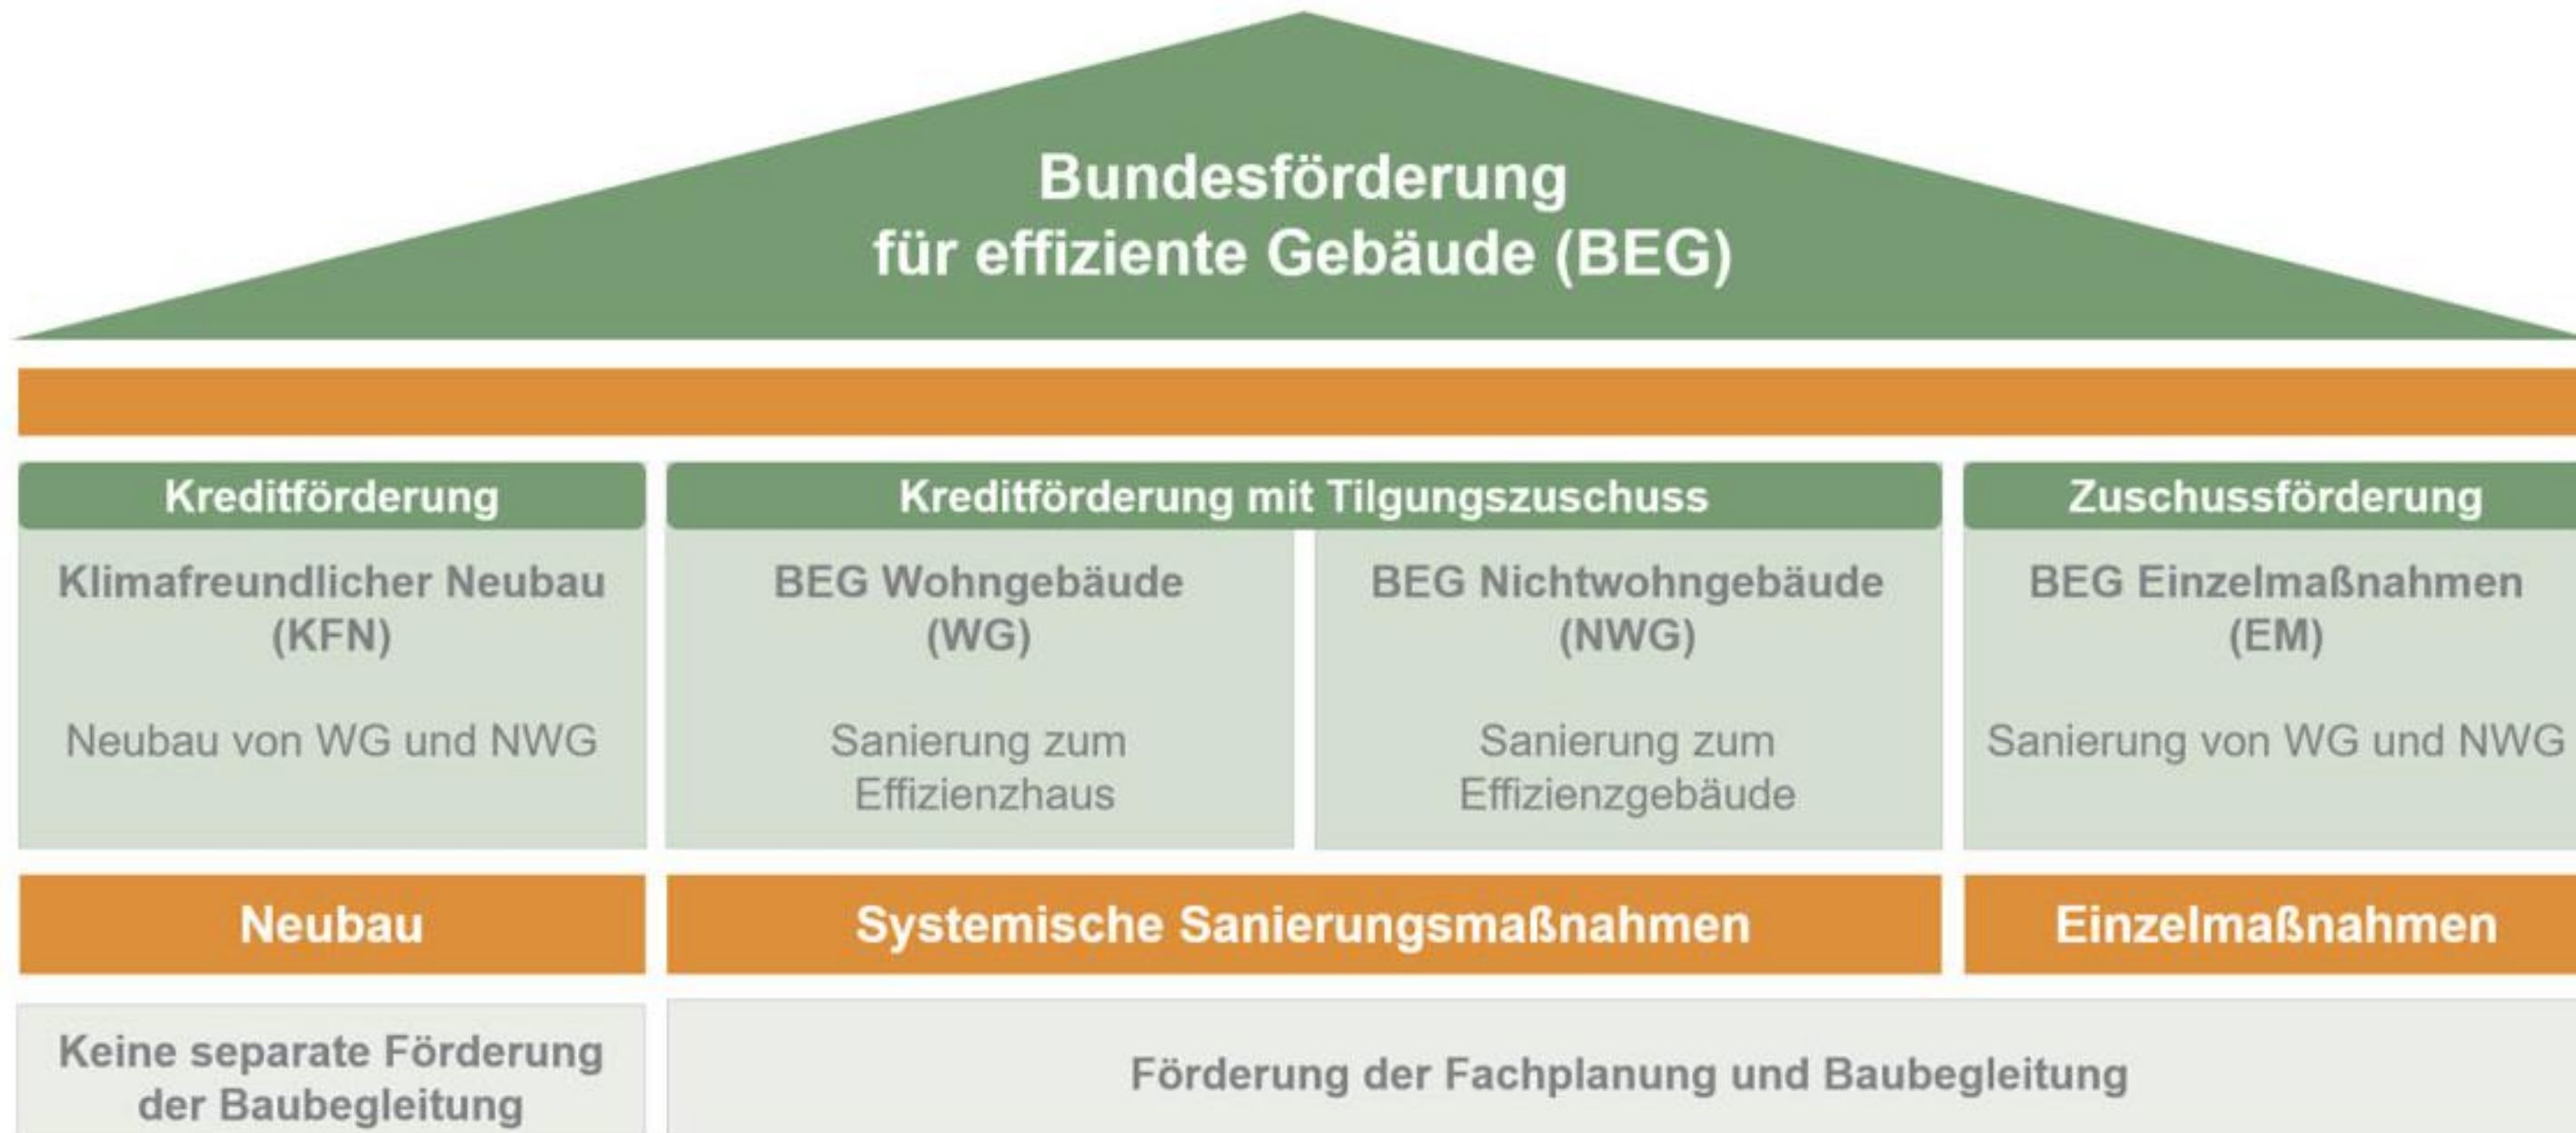 Bundesförderung
für effiziente Gebäude (BEG)
Kreditförderung
Kreditförderung mit Tilgungszuschuss
Zuschussförderung
Klimafreundlicher Neubau
(KFN)
Neubau von WG und NWG
BEG Wohngebäude
(WG)
Sanierung zum
Effizienzhaus
BEG Nichtwohngebäude
(NWG)
Sanierung zum
Effizienzgebäude
BEG Einzelmaßnahmen
(EM)
Sanierung von WG und NWG
Neubau
Systemische Sanierungsmaßnahmen
Einzelmaßnahmen
Keine separate Förderung
der Baubegleitung
Förderung der Fachplanung und Baubegleitung